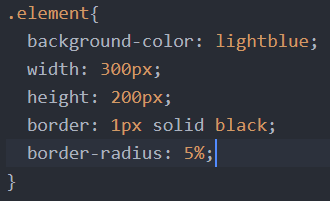 .element{
  background-color: lightblue;
  width: 300px;
  height: 200px;
  border: 1px solid black;
  border-radius: 5%;
}